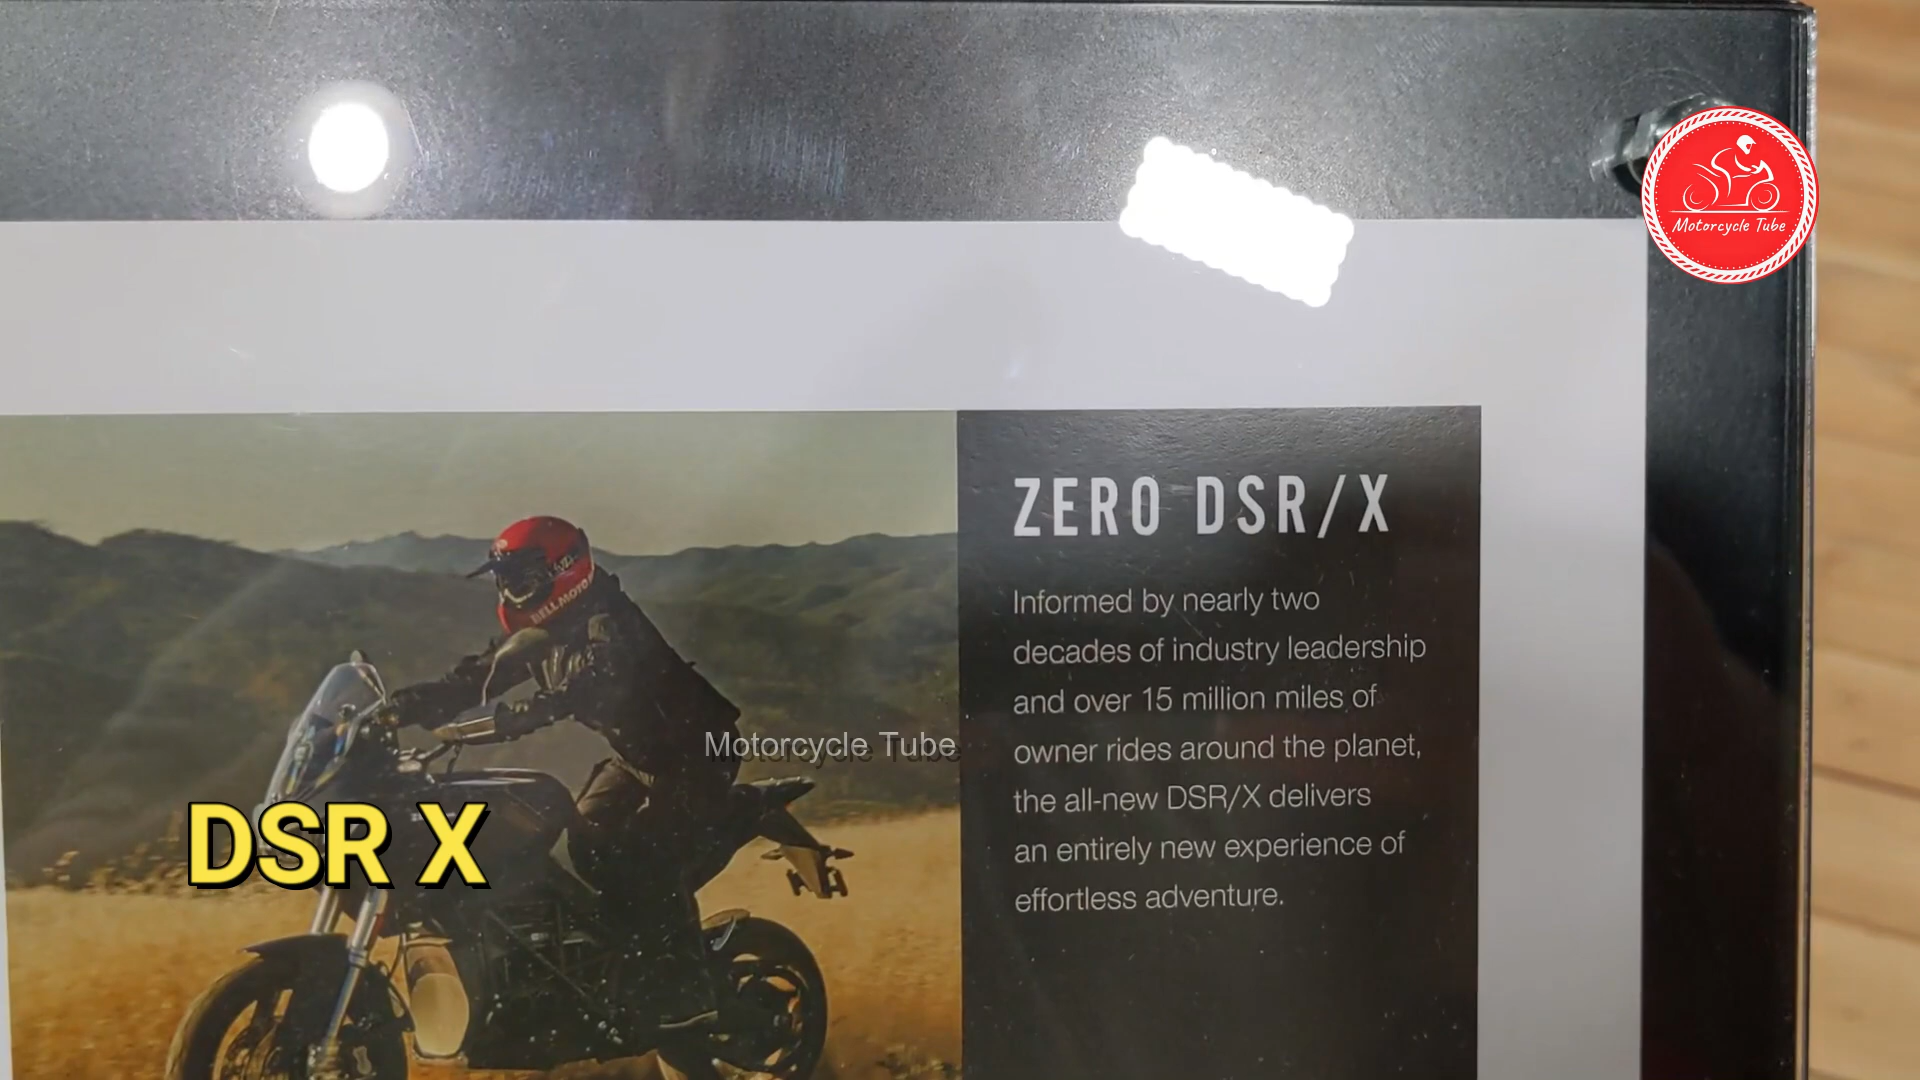 Motorcycle Tube
ZERO DSR/X
Informed by nearly two
decades of industry leadership
and over 15 million miles of
owner rides around the planet,
the all-new DSR/X delivers
an entirely new experience of
effortless adventure.
BELL MOTO
Motorcycle Tube
DSR X